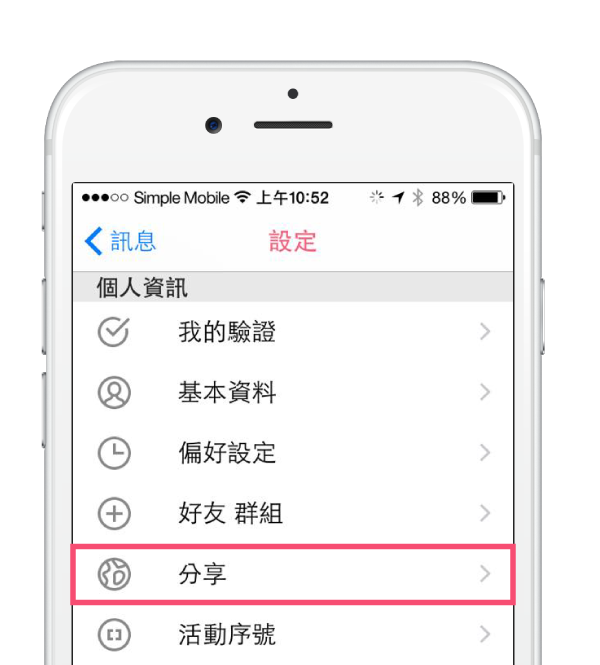 Simple Mobile 上午10:52 88%
訊息 設定
個人資訊
我的驗證
基本資料
偏好設定
好友 群組
分享
活動序號